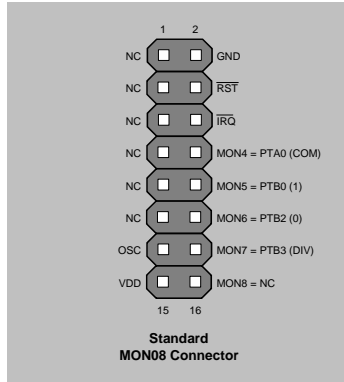 1 2
NC GND
NC RST
NC IRQ
NC MON4 = PTA0 (COM)
NC MON5 = PTB0 (1)
NC MON6 = PTB2 (0)
OSC MON7 = PTB3 (DIV)
VDD MON8 = NC
15 16
Standard
MON08 Connector